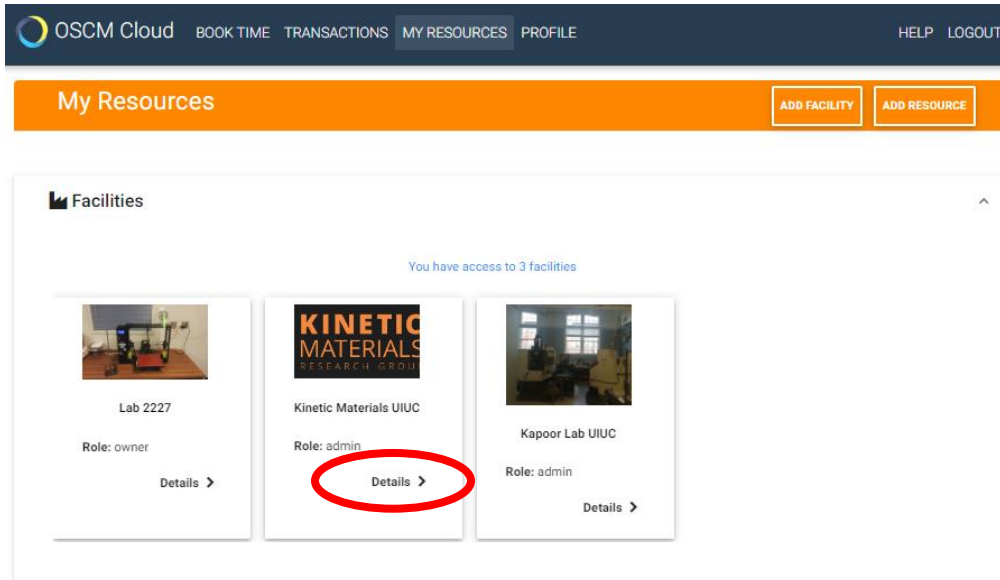 OSCM Cloud BOOK TIME TRANSACTIONS MY RESOURCES PROFILE HELP LOGOUT
My Resources ADD FACILITY ADD RESOURCE
Facilities
You have access to 3 facilities
Lab 2227
Role: owner
Details
KINETIC
MATERIALS
RESEARCH GROU
Kinetic Materials UIUC
Role: admin
Details
Kapoor Lab UIUC
Role: admin
Details